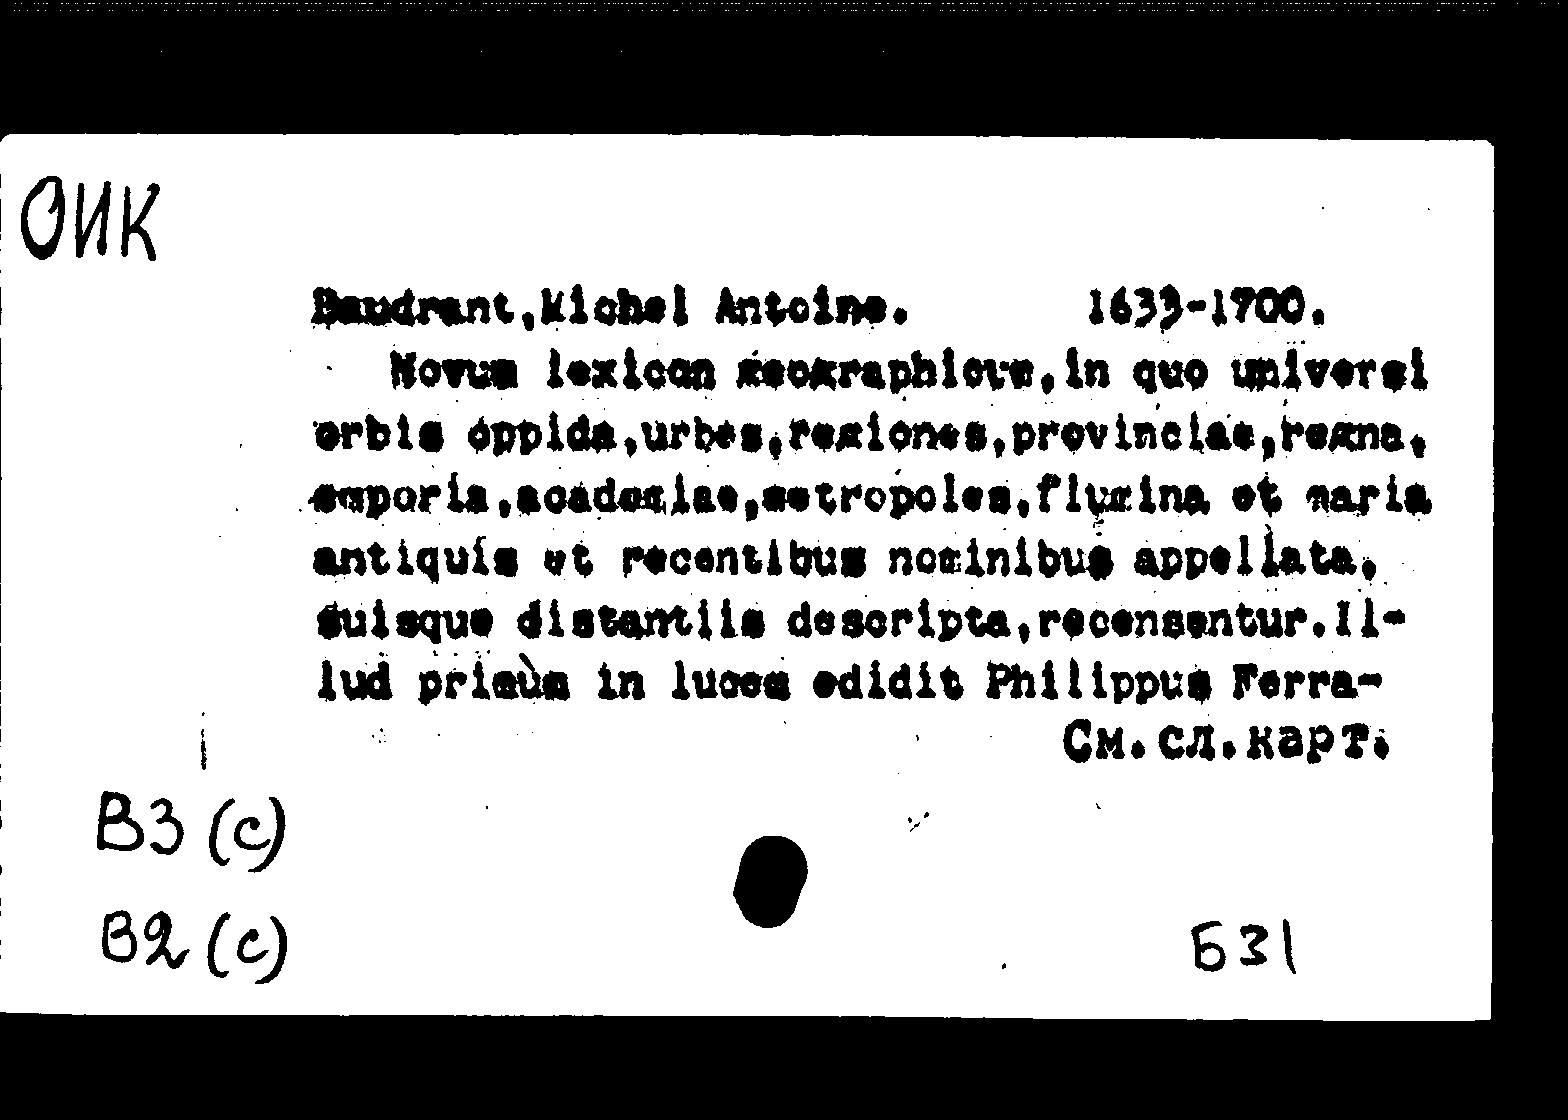 ОИК
Baudrant, Michel Antoine. 1633-1700.
Novum lexicon geographicum, in quo universi
orbis oppida, urbes, regiones, provinciae, regna,
emporia, academiae, metropoles, flumina et maria
antiquis et recentibus nominibus appellata,
suisque distantiis descripta, recensentur. Il-
lud primùm in lucem edidit Philippus Ferra-
См. сл. карт.
В3 (с)
В2 (с)
Б31